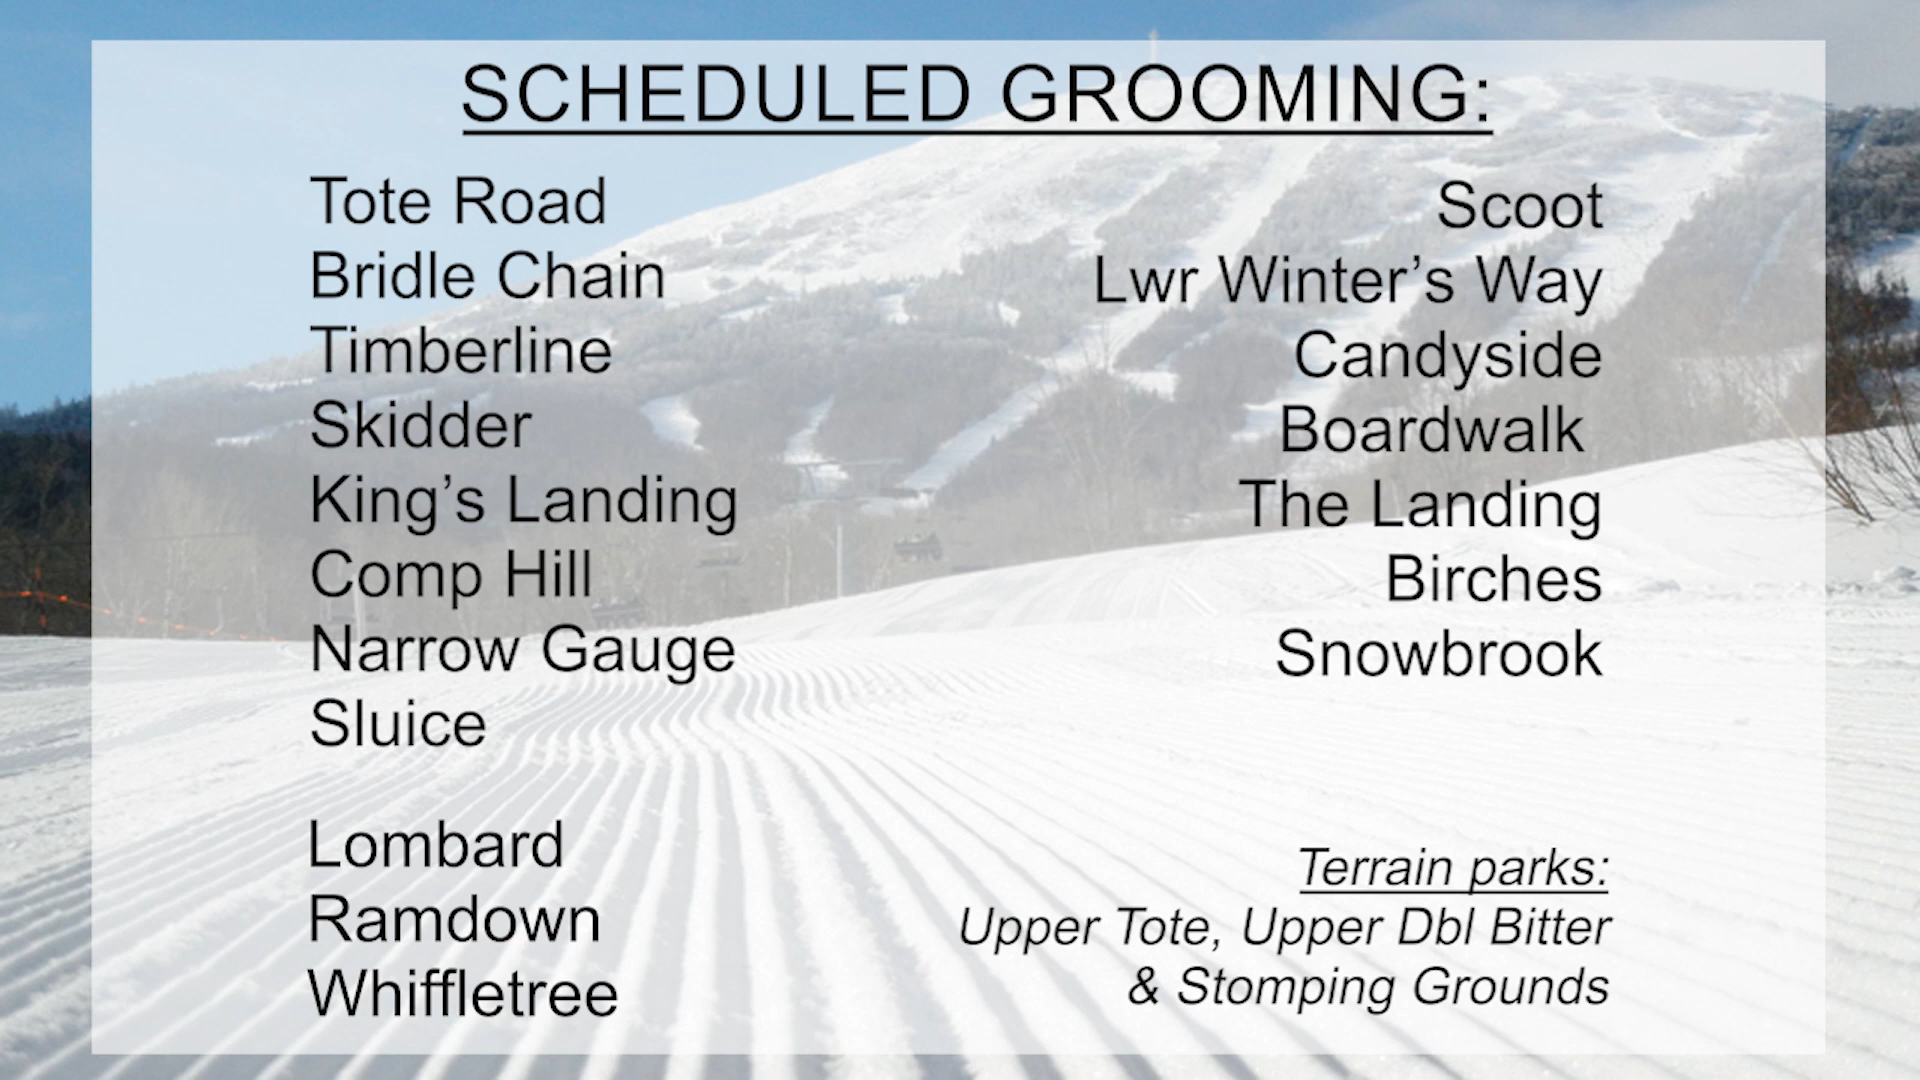 SCHEDULED GROOMING:
Tote Road
Bridle Chain
Timberline
Skidder
King’s Landing
Comp Hill
Narrow Gauge
Sluice
Lombard
Ramdown
Whiffletree
Scoot
Lwr Winter’s Way
Candyside
Boardwalk
The Landing
Birches
Snowbrook
Terrain parks:
Upper Tote, Upper Dbl Bitter
& Stomping Grounds